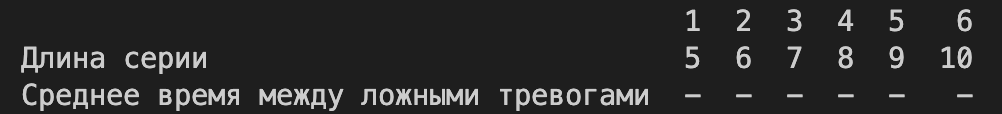 1 2 3 4 5 6
Длина серии 5 6 7 8 9 10
Среднее время между ложными тревогами – – – – – –